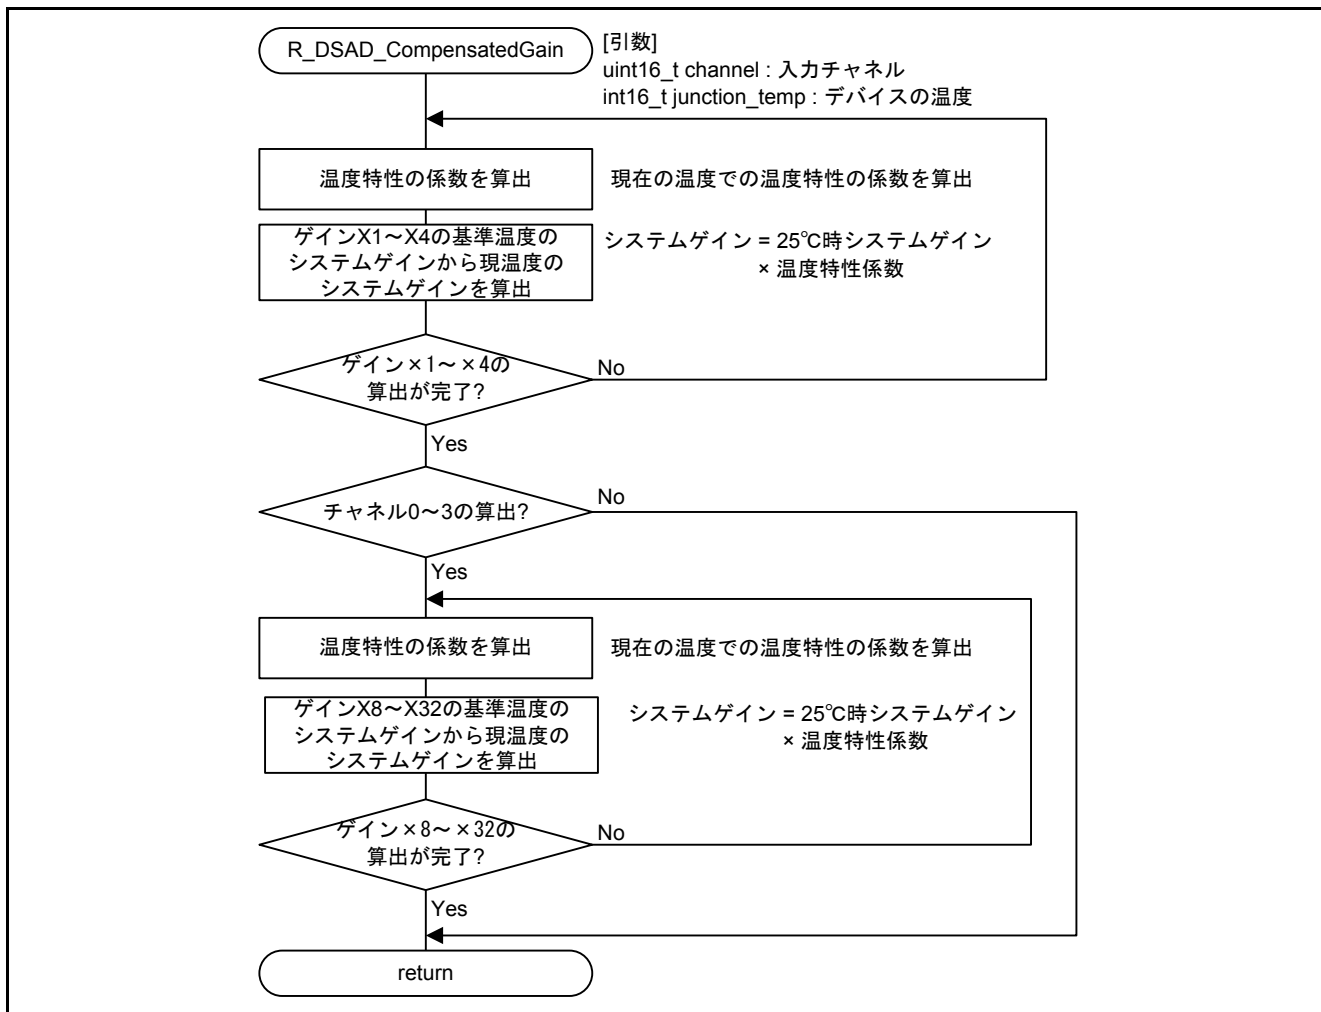 R_DSAD_CompensatedGain
[引数]
uint16_t channel : 入力チャネル
int16_t junction_temp : デバイスの温度
温度特性の係数を算出
現在の温度での温度特性の係数を算出
ゲインX1~X4の基準温度の
システムゲインから現温度の
システムゲインを算出
システムゲイン = 25℃時システムゲイン
× 温度特性係数
ゲイン×1~×4の
算出が完了?
No
Yes
チャネル0~3の算出?
No
Yes
温度特性の係数を算出
現在の温度での温度特性の係数を算出
ゲインX8~X32の基準温度の
システムゲインから現温度の
システムゲインを算出
システムゲイン = 25℃時システムゲイン
× 温度特性係数
ゲイン×8~×32の
算出が完了?
No
Yes
return